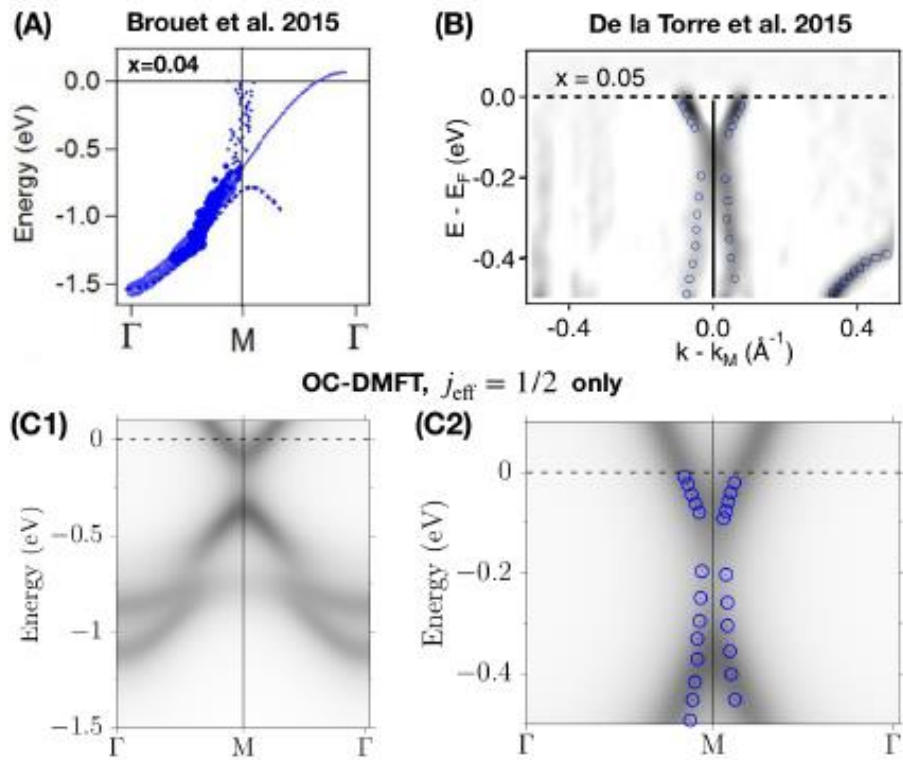 (A) Brouet et al. 2015
x=0.04
0.0
-0.5
-1.0
-1.5
Energy (eV)
Γ M Γ
(B) De la Torre et al. 2015
x = 0.05
0.0
-0.2
-0.4
E - E_F (eV)
-0.4 0.0 0.4
k - k_M (Å⁻¹)
OC-DMFT, j_eff = 1/2 only
(C1)
0
−0.5
−1
−1.5
Energy (eV)
Γ M Γ
(C2)
0
−0.2
−0.4
Energy (eV)
Γ M Γ